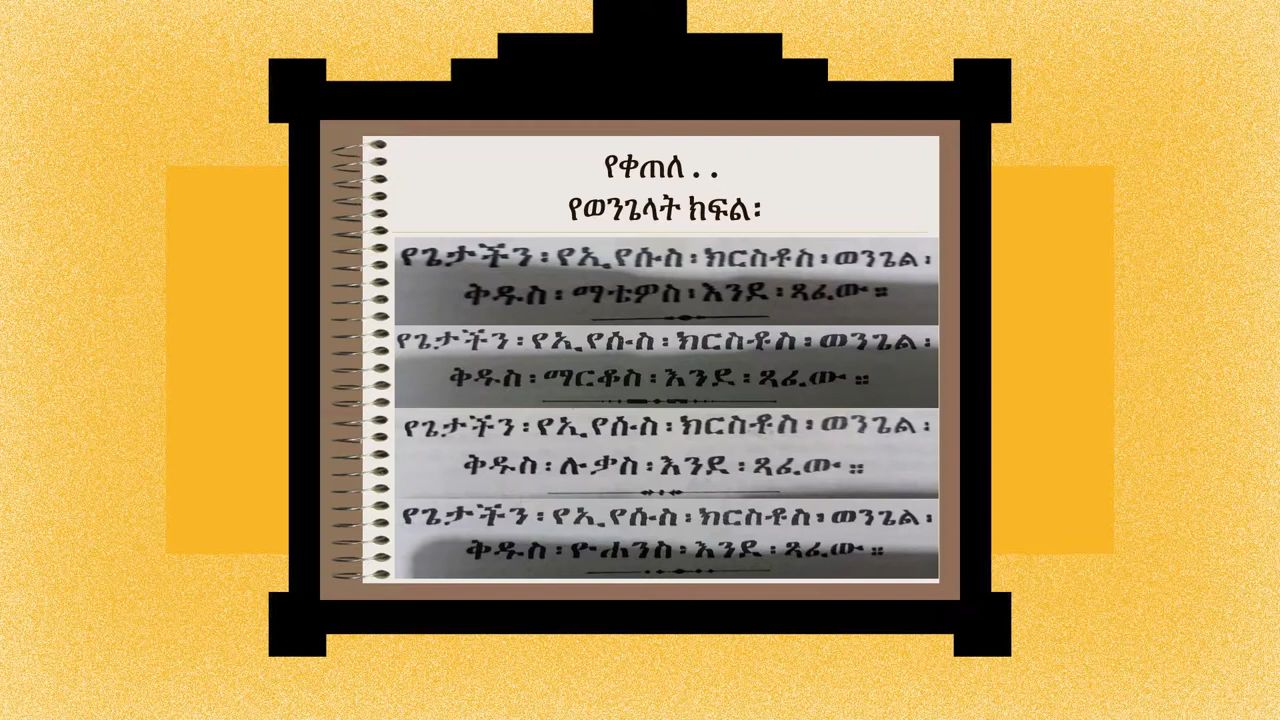 የቀጠለ . .
የወንጌላት ክፍል፡
የጌታችን፡የኢየሱስ፡ክርስቶስ፡ወንጌል፡
ቅዱስ፡ማቴዎስ፡እንደ፡ጻፈው።
የጌታችን፡የኢየሱስ፡ክርስቶስ፡ወንጌል፡
ቅዱስ፡ማርቆስ፡እንደ፡ጻፈው።
የጌታችን፡የኢየሱስ፡ክርስቶስ፡ወንጌል፡
ቅዱስ፡ሉቃስ፡እንደ፡ጻፈው።
የጌታችን፡የኢየሱስ፡ክርስቶስ፡ወንጌል፡
ቅዱስ፡ዮሐንስ፡እንደ፡ጻፈው።